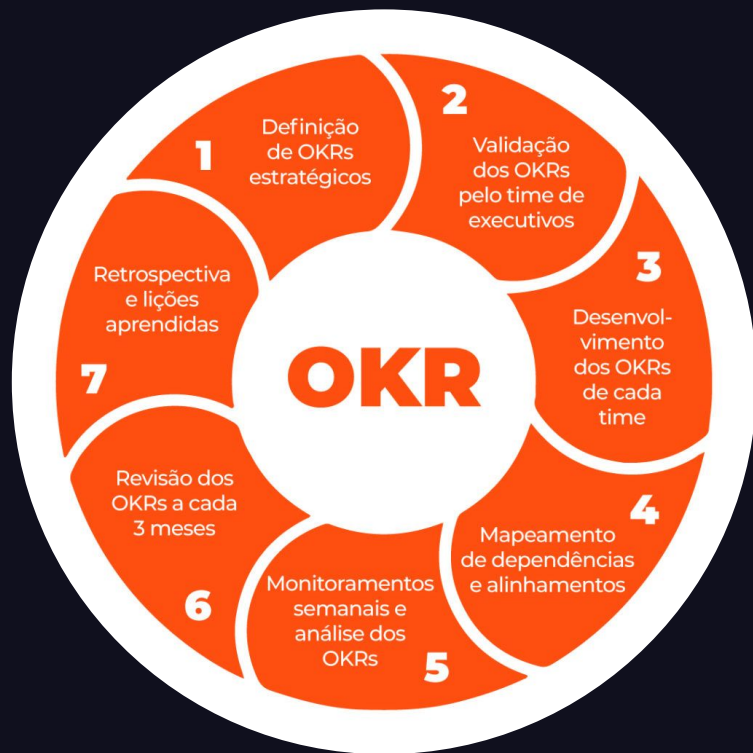 1
Definição
de OKRs
estratégicos
2
Validação
dos OKRs
pelo time de
executivos
3
Desenvol-
vimento
dos OKRs
de cada
time
4
Mapeamento
de dependências
e alinhamentos
5
Monitoramentos
semanais e
análise dos
OKRs
6
Revisão dos
OKRs a cada
3 meses
7
Retrospectiva
e lições
aprendidas
OKR